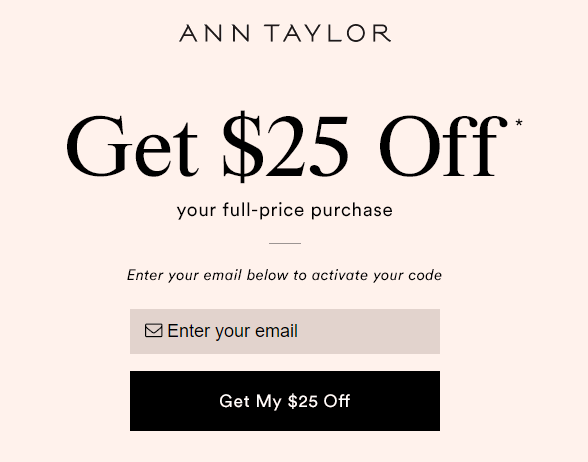 ANN TAYLOR
Get $25 Off*
your full-price purchase
Enter your email below to activate your code
Enter your email
Get My $25 Off